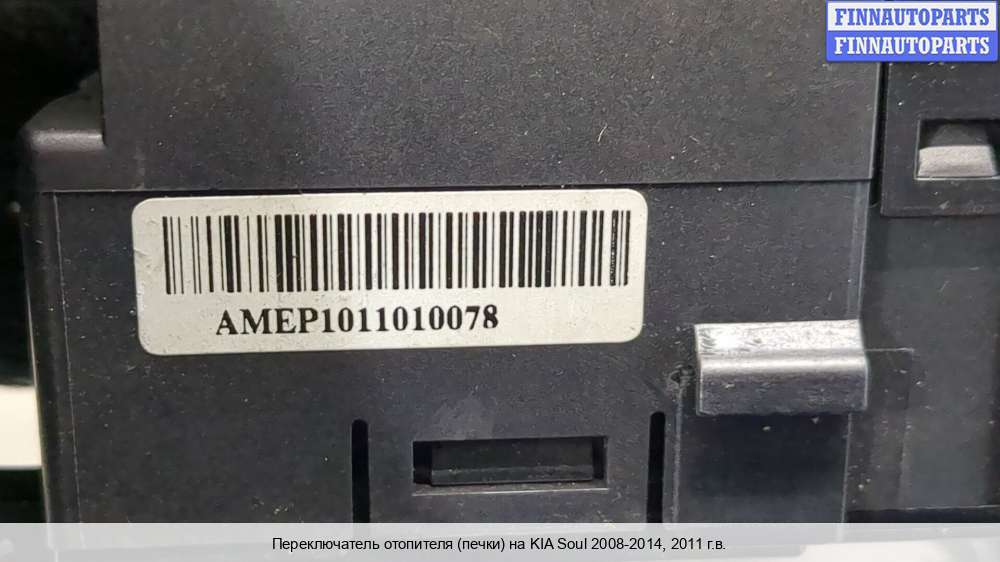 FINNAUTOPARTS
FINNAUTOPARTS
AMEP1011010078
Переключатель отопителя (печки) на KIA Soul 2008-2014, 2011 г.в.